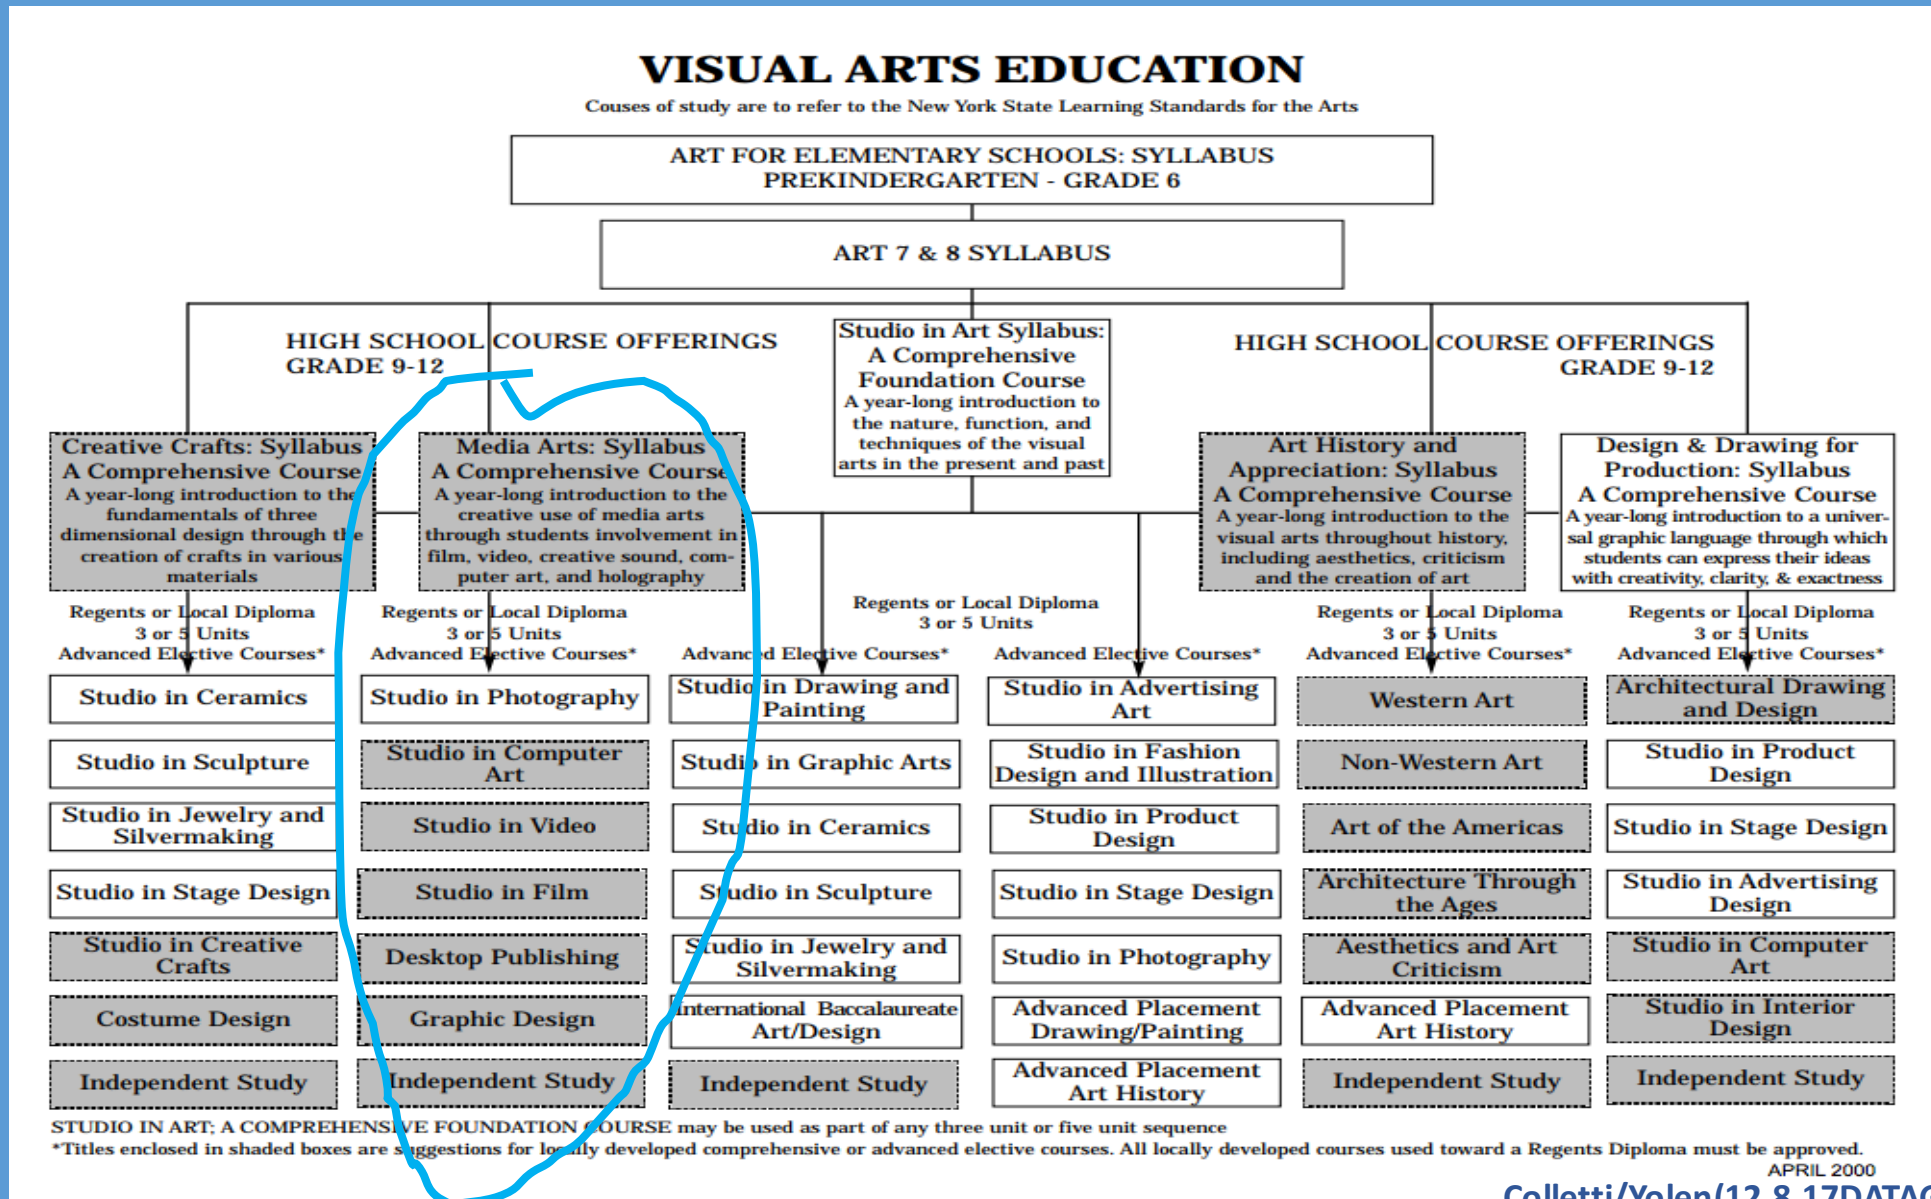 VISUAL ARTS EDUCATION
Couses of study are to refer to the New York State Learning Standards for the Arts
ART FOR ELEMENTARY SCHOOLS: SYLLABUS
PREKINDERGARTEN - GRADE 6
ART 7 & 8 SYLLABUS
HIGH SCHOOL COURSE OFFERINGS
GRADE 9-12
Studio in Art Syllabus:
A Comprehensive
Foundation Course
A year-long introduction to
the nature, function, and
techniques of the visual
arts in the present and past
HIGH SCHOOL COURSE OFFERINGS
GRADE 9-12
Creative Crafts: Syllabus
A Comprehensive Course
A year-long introduction to the
fundamentals of three
dimensional design through the
creation of crafts in various
materials
Media Arts: Syllabus
A Comprehensive Course
A year-long introduction to the
creative use of media arts
through students involvement in
film, video, creative sound, com-
puter art, and holography
Art History and
Appreciation: Syllabus
A Comprehensive Course
A year-long introduction to the
visual arts throughout history,
including aesthetics, criticism
and the creation of art
Design & Drawing for
Production: Syllabus
A Comprehensive Course
A year-long introduction to a univer-
sal graphic language through which
students can express their ideas
with creativity, clarity, & exactness
Regents or Local Diploma
3 or 5 Units
Advanced Elective Courses*
Studio in Ceramics
Studio in Sculpture
Studio in Jewelry and
Silvermaking
Studio in Stage Design
Studio in Creative
Crafts
Costume Design
Independent Study
Regents or Local Diploma
3 or 5 Units
Advanced Elective Courses*
Studio in Photography
Studio in Computer
Art
Studio in Video
Studio in Film
Desktop Publishing
Graphic Design
Independent Study
Regents or Local Diploma
3 or 5 Units
Advanced Elective Courses*
Studio in Drawing and
Painting
Studio in Graphic Arts
Studio in Ceramics
Studio in Sculpture
Studio in Jewelry and
Silvermaking
International Baccalaureate
Art/Design
Independent Study
Advanced Elective Courses*
Studio in Advertising
Art
Studio in Fashion
Design and Illustration
Studio in Product
Design
Studio in Stage Design
Studio in Photography
Advanced Placement
Drawing/Painting
Advanced Placement
Art History
Regents or Local Diploma
3 or 5 Units
Advanced Elective Courses*
Western Art
Non-Western Art
Art of the Americas
Architecture Through
the Ages
Aesthetics and Art
Criticism
Advanced Placement
Art History
Independent Study
Regents or Local Diploma
3 or 5 Units
Advanced Elective Courses*
Architectural Drawing
and Design
Studio in Product
Design
Studio in Stage Design
Studio in Advertising
Design
Studio in Computer
Art
Studio in Interior
Design
Independent Study
STUDIO IN ART; A COMPREHENSIVE FOUNDATION COURSE may be used as part of any three unit or five unit sequence
*Titles enclosed in shaded boxes are suggestions for locally developed comprehensive or advanced elective courses. All locally developed courses used toward a Regents Diploma must be approved.
APRIL 2000
Colletti/Yolen(12.8.17DATAG